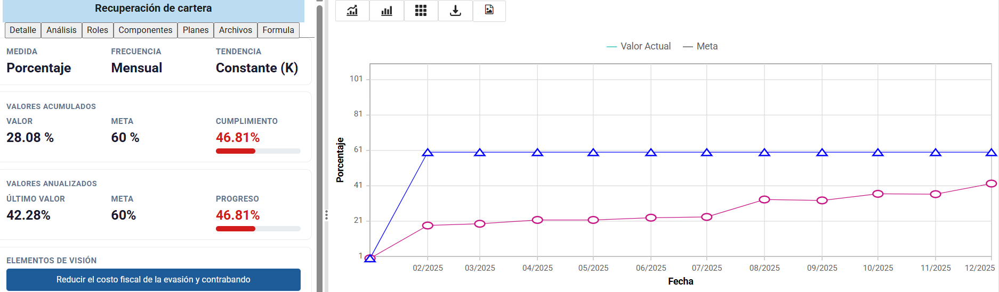 Recuperación de cartera
Detalle Análisis Roles Componentes Planes Archivos Formula
MEDIDA FRECUENCIA TENDENCIA
Porcentaje Mensual Constante (K)
VALORES ACUMULADOS
VALOR META CUMPLIMIENTO
28.08 % 60 % 46.81%
VALORES ANUALIZADOS
ÚLTIMO VALOR META PROGRESO
42.28% 60% 46.81%
ELEMENTOS DE VISIÓN
Reducir el costo fiscal de la evasión y contrabando
Valor Actual Meta
Porcentaje
101
81
61
41
21
1
02/2025 03/2025 04/2025 05/2025 06/2025 07/2025 08/2025 09/2025 10/2025 11/2025 12/2025
Fecha